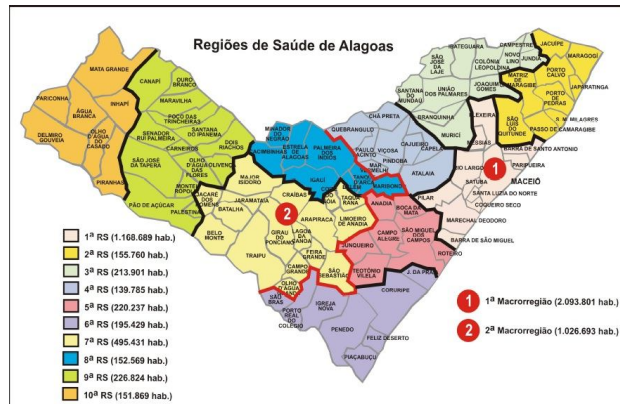 Regiões de Saúde de Alagoas
MATA GRANDE
PARICONHA
ÁGUA BRANCA
INHAPÍ
DELMIRO GOUVEIA
OLHO D'ÁGUA DO CASADO
PIRANHAS
CANAPÍ
OURO BRANCO
MARAVILHA
POÇO DAS TRINCHEIRAS
SENADOR RUI PALMEIRA
SANTANA DO IPANEMA
CARNEIROS
DOIS RIACHOS
SÃO JOSÉ DA TAPERA
OLHO D'ÁGUA DAS FLORES
OLIVENÇA
PÃO DE AÇÚCAR
PALESTINA
JACARÉ DOS HOMENS
MAJOR ISIDORO
JARAMATAIA
BATALHA
BELO MONTE
CRAÍBAS
ARAPIRACA
GIRAU DO PONCIANO
LAGOA DA CANOA
LIMOEIRO DE ANADIA
TAQUARANA
TRAIPU
FEIRA GRANDE
CAMPO GRANDE
SÃO SEBASTIÃO
OLHO D'ÁGUA GRANDE
SÃO BRÁS
PORTO REAL DO COLÉGIO
IGREJA NOVA
PENEDO
PIAÇABUÇU
FELIZ DESERTO
CORURIPE
MINADOR DO NEGRÃO
CACIMBINHAS
ESTRELA DE ALAGOAS
PALMEIRA DOS ÍNDIOS
IGACÍ
BELÉM
MARIBONDO
QUEBRANGULO
PAULO JACINTO
MAR VERMELHO
CHÃ PRETA
VIÇOSA
CAJUEIRO
CAPELA
PINDOBA
ATALAIA
ANADIA
BOCA DA MATA
CAMPO ALEGRE
SÃO MIGUEL DOS CAMPOS
JUNQUEIRO
TEOTÔNIO VILELA
ROTEIRO
SÃO JOSÉ DA LAJE
IBATEGUARA
SANTANA DO MUNDAÚ
UNIÃO DOS PALMARES
COLÔNIA LEOPOLDINA
NOVO LINO
CAMPESTRE
JUNDIÁ
JOAQUIM GOMES
BRANQUINHA
MURICÍ
JACUÍPE
MARAGOGI
PORTO CALVO
JAPARATINGA
MATRIZ DE CAMARAGIBE
PORTO DE PEDRAS
S. M. MILAGRES
PASSO DE CAMARAGIBE
SÃO LUIS DO QUITUNDE
BARRA DE SANTO ANTONIO
FLEXEIRA
MESSIAS
PARIPUEIRA
RIO LARGO
MACEIÓ
SATUBA
SANTA LUZIA DO NORTE
COQUEIRO SECO
PILAR
MARECHAL DEODORO
BARRA DE SÃO MIGUEL
1
2
1ª RS (1.168.689 hab.)
2ª RS (155.760 hab.)
3ª RS (213.901 hab.)
4ª RS (139.785 hab.)
5ª RS (220.237 hab.)
6ª RS (195.429 hab.)
7ª RS (495.431 hab.)
8ª RS (152.569 hab.)
9ª RS (226.824 hab.)
10ª RS (151.869 hab.)
1 1ª Macrorregião (2.093.801 hab.)
2 2ª Macrorregião (1.026.693 hab.)